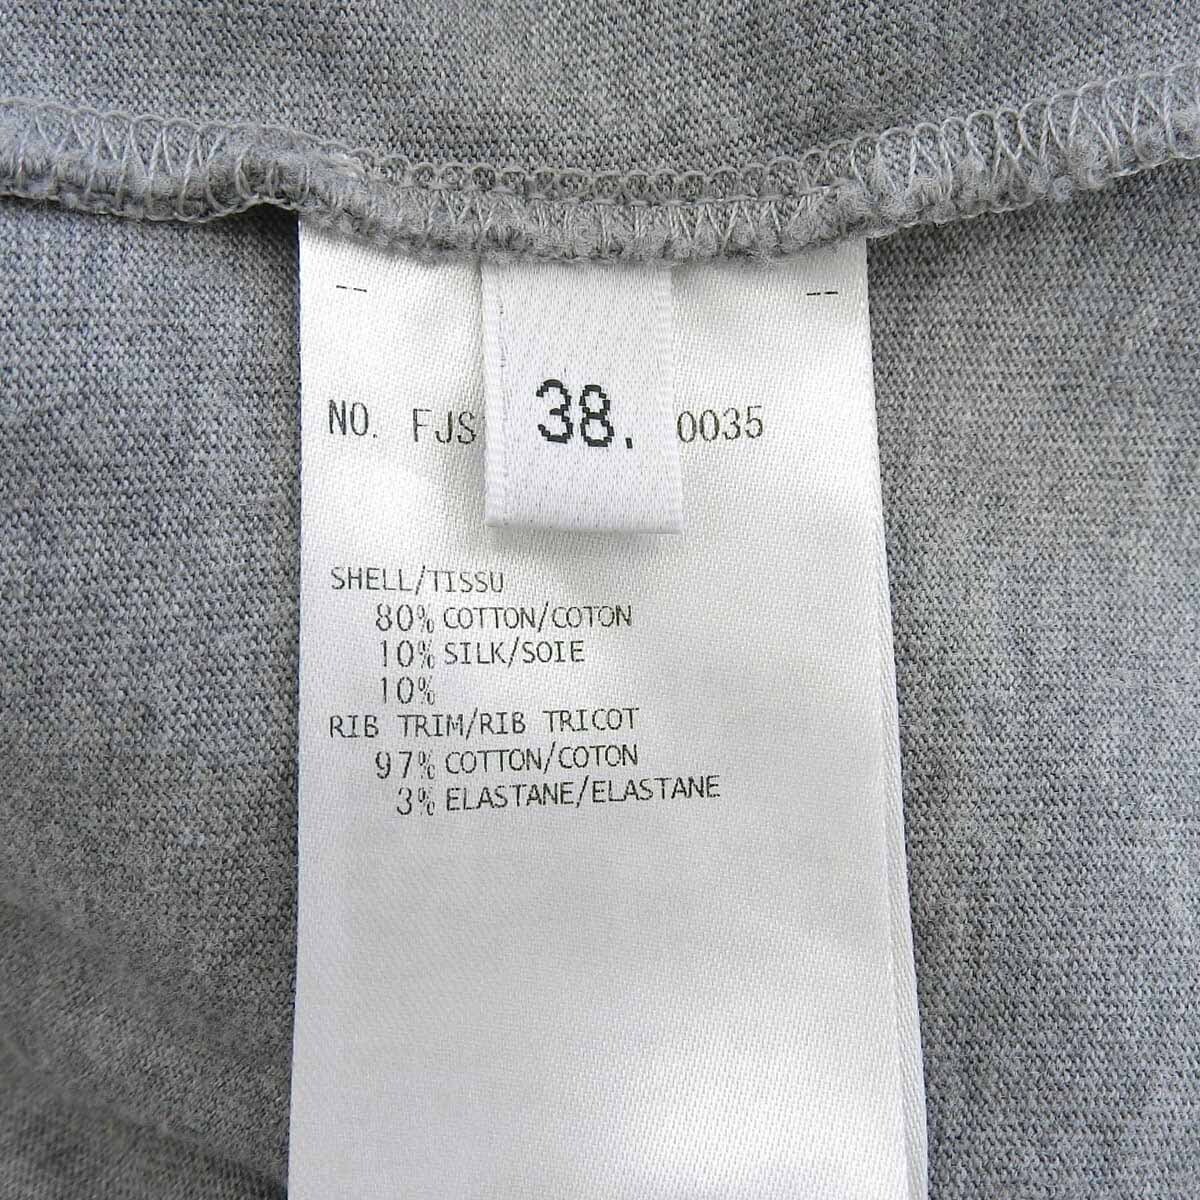 -- --
NO. FJS 38. 0035
SHELL/TISSU
80% COTTON/COTON
10% SILK/SOIE
10%
RIB TRIM/RIB TRICOT
97% COTTON/COTON
3% ELASTANE/ELASTANE